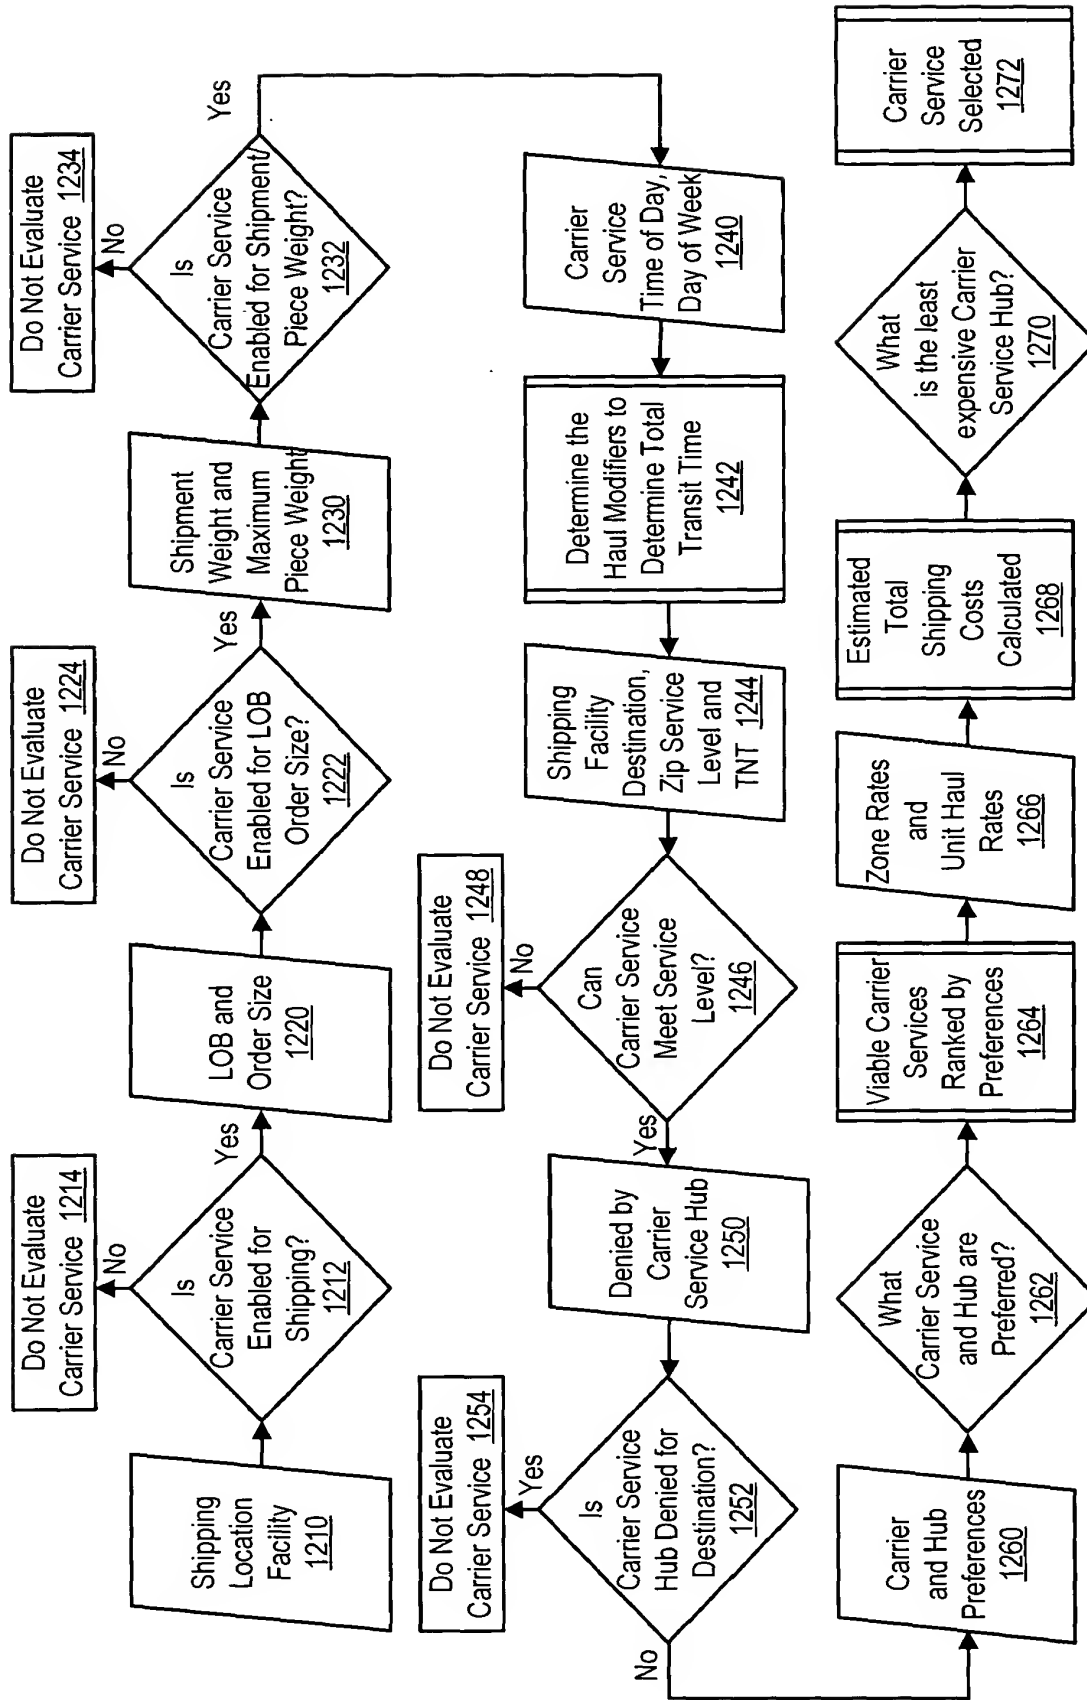 Shipping
Location
Facility
1210
Is
Carrier Service
Enabled for
Shipping?
1212
No
Do Not Evaluate
Carrier Service 1214
Yes
LOB and
Order Size
1220
Is
Carrier Service
Enabled for LOB
Order Size?
1222
No
Do Not Evaluate
Carrier Service 1224
Yes
Shipment
Weight and
Maximum
Piece Weight
1230
Is
Carrier Service
Enabled for Shipment/
Piece Weight?
1232
No
Do Not Evaluate
Carrier Service 1234
Yes
Carrier
Service
Time of Day,
Day of Week
1240
Determine the
Haul Modifiers to
Determine Total
Transit Time
1242
Shipping
Facility
Destination,
Zip Service
Level and
TNT 1244
Can
Carrier Service
Meet Service
Level?
1246
No
Do Not Evaluate
Carrier Service 1248
Yes
Denied by
Carrier
Service Hub
1250
Is
Carrier Service
Hub Denied for
Destination?
1252
Yes
Do Not Evaluate
Carrier Service 1254
No
Carrier
and Hub
Preferences
1260
What
Carrier Service
and Hub are
Preferred?
1262
Viable Carrier
Services
Ranked by
Preferences
1264
Zone Rates
and
Unit Haul
Rates
1266
Estimated
Total
Shipping
Costs
Calculated
1268
What
is the least
expensive Carrier
Service Hub?
1270
Carrier
Service
Selected
1272